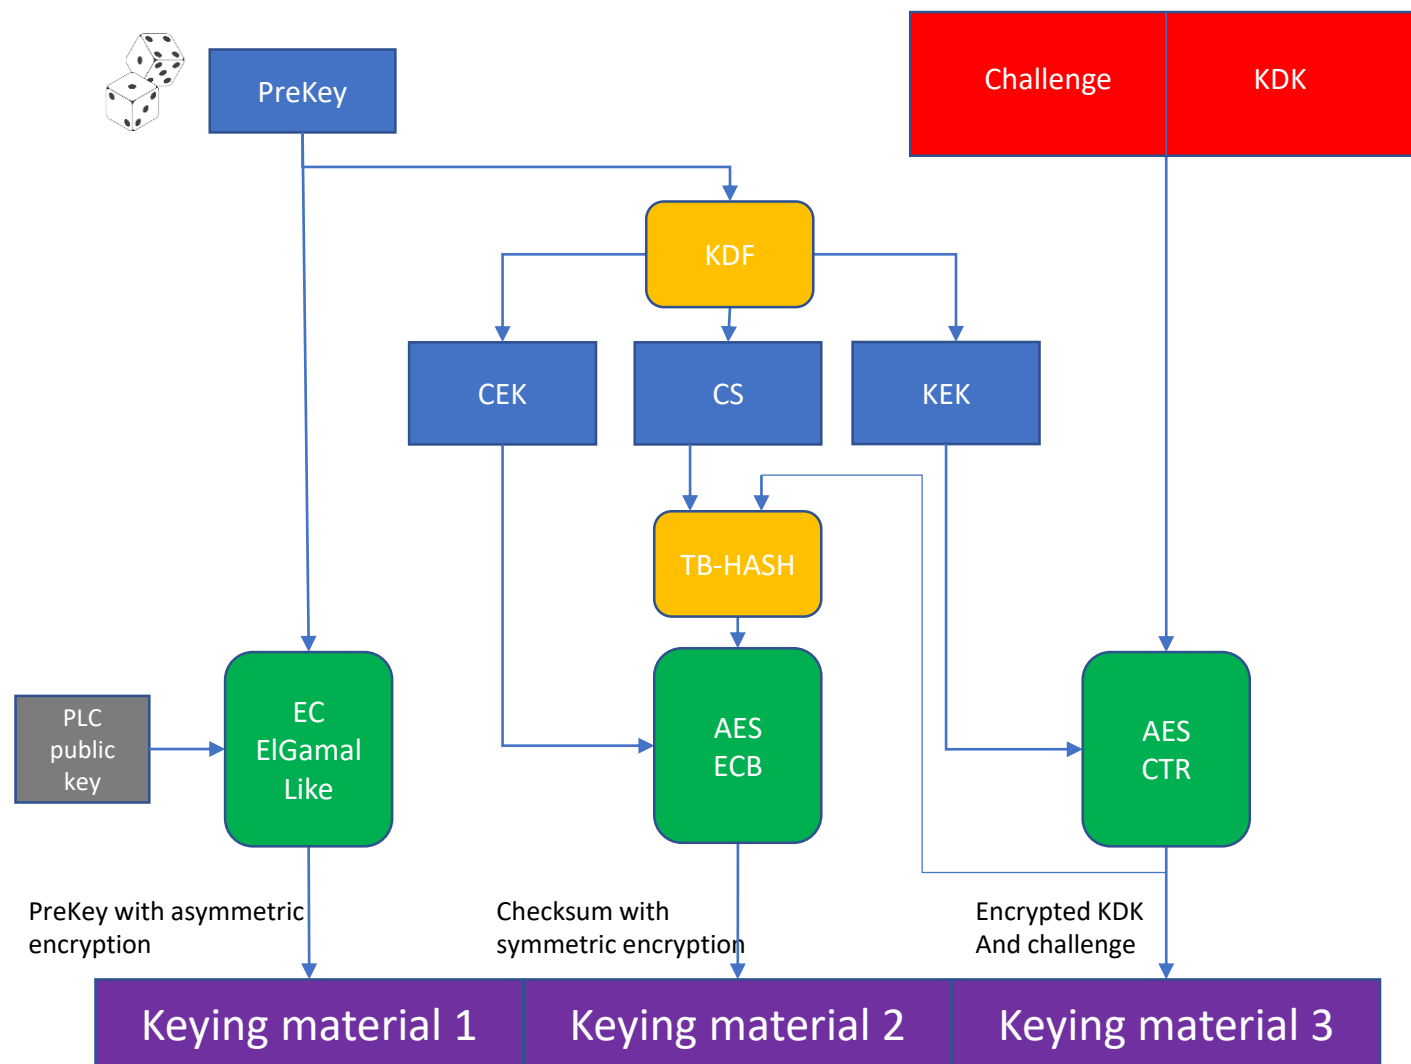 PreKey
Challenge
KDK
KDF
CEK
CS
KEK
TB-HASH
PLC
public
key
EC
ElGamal
Like
AES
ECB
AES
CTR
PreKey with asymmetric
encryption
Checksum with
symmetric encryption
Encrypted KDK
And challenge
Keying material 1
Keying material 2
Keying material 3